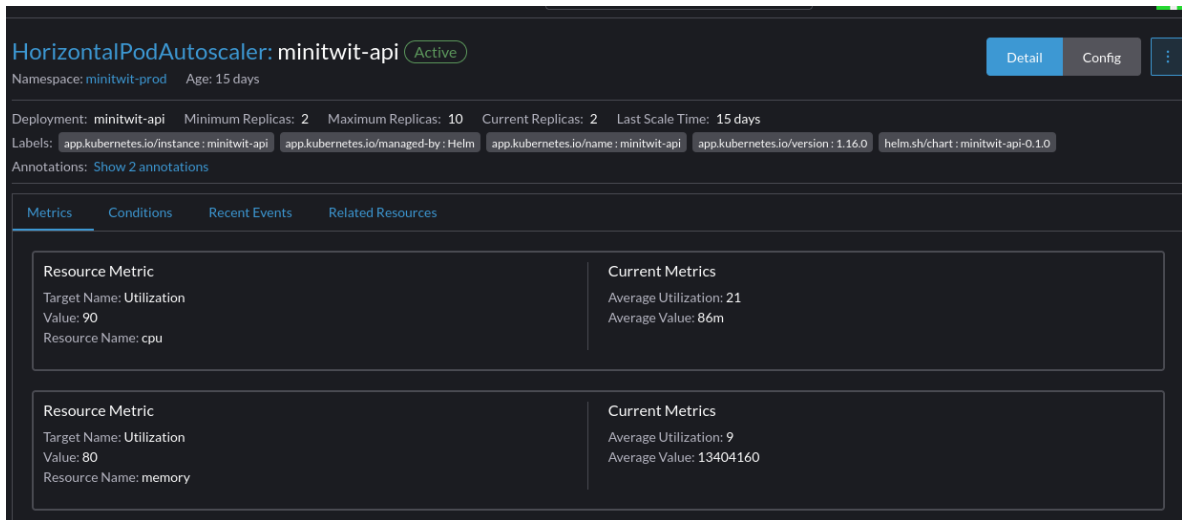 HorizontalPodAutoscaler: minitwit-api Active
Detail Config
Namespace: minitwit-prod Age: 15 days
Deployment: minitwit-api Minimum Replicas: 2 Maximum Replicas: 10 Current Replicas: 2 Last Scale Time: 15 days
Labels: app.kubernetes.io/instance : minitwit-api app.kubernetes.io/managed-by : Helm app.kubernetes.io/name : minitwit-api app.kubernetes.io/version : 1.16.0 helm.sh/chart : minitwit-api-0.1.0
Annotations: Show 2 annotations
Metrics Conditions Recent Events Related Resources
Resource Metric
Target Name: Utilization
Value: 90
Resource Name: cpu
Current Metrics
Average Utilization: 21
Average Value: 86m
Resource Metric
Target Name: Utilization
Value: 80
Resource Name: memory
Current Metrics
Average Utilization: 9
Average Value: 13404160